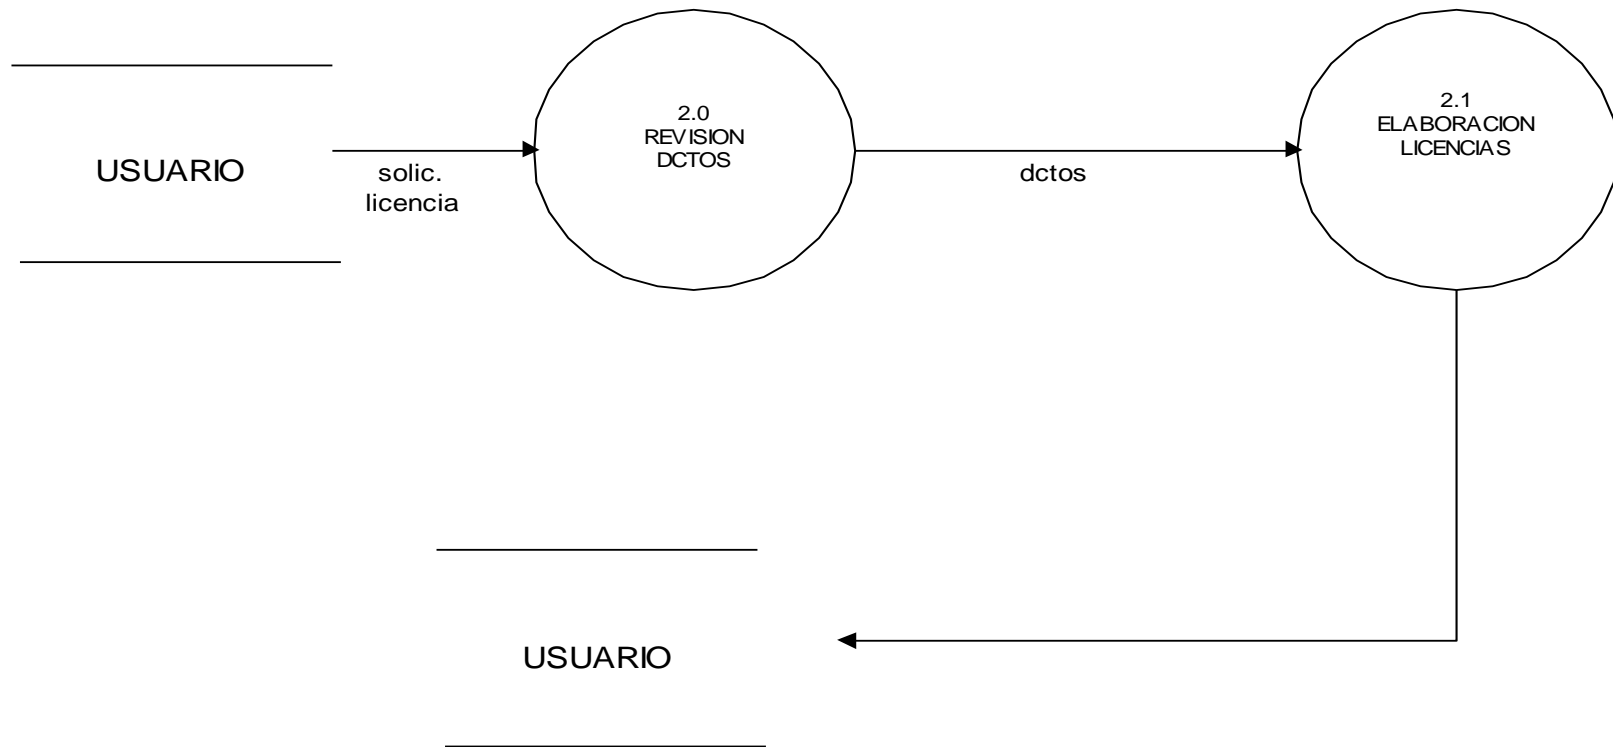 USUARIO
solic.
licencia
2.0
REVISION
DCTOS
dctos
2.1
ELABORACION
LICENCIAS
USUARIO